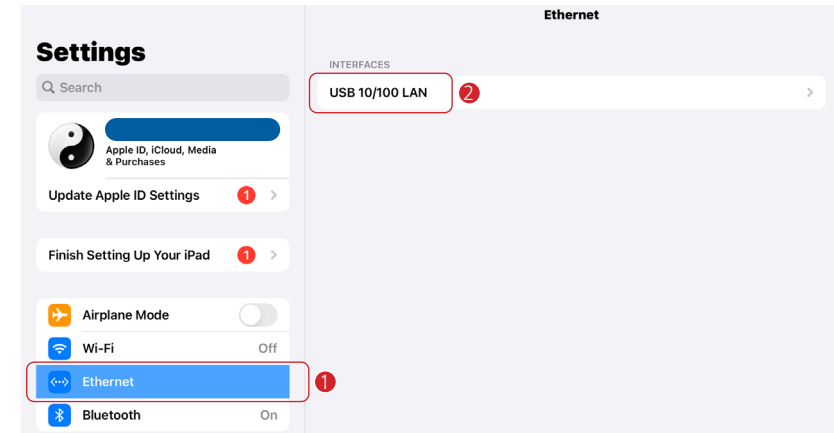 Ethernet
Settings
INTERFACES
Search
USB 10/100 LAN
2
Apple ID, iCloud, Media
& Purchases
Update Apple ID Settings 1
Finish Setting Up Your iPad 1
Airplane Mode
Wi-Fi Off
Ethernet
1
Bluetooth On